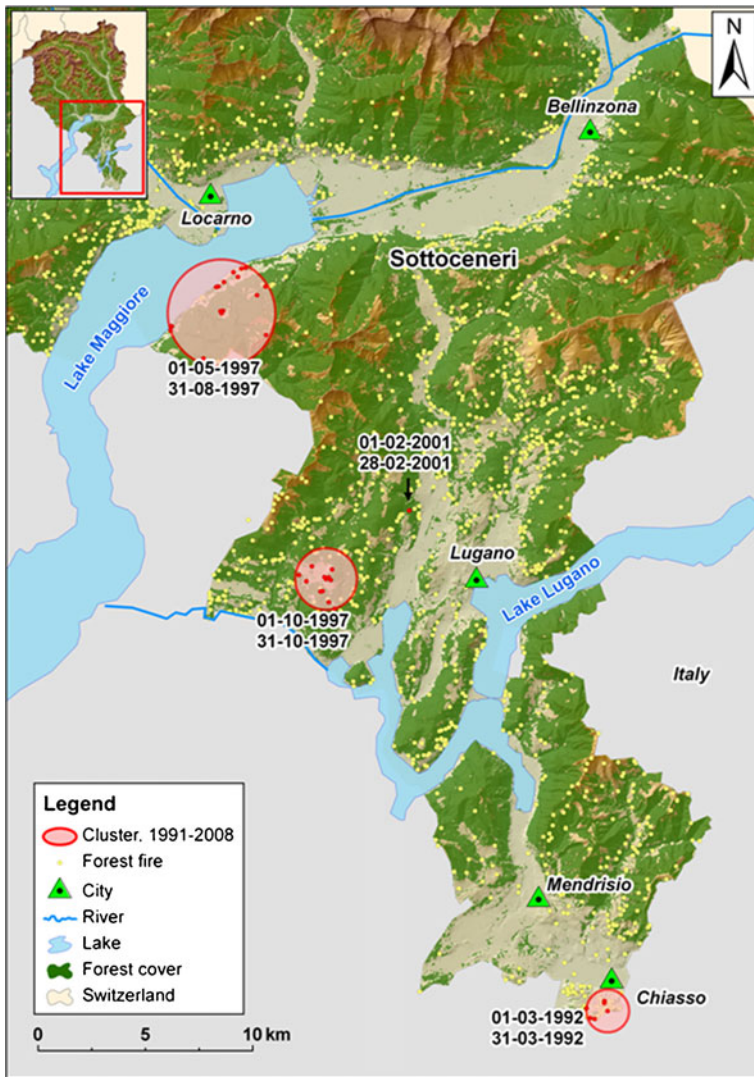 N
Bellinzona
Locarno
Sottoceneri
Lake Maggiore
01-05-1997
31-08-1997
01-02-2001
28-02-2001
Lugano
Lake Lugano
01-10-1997
31-10-1997
Italy
Legend
Cluster. 1991-2008
Forest fire
City
River
Lake
Forest cover
Switzerland
Mendrisio
Chiasso
01-03-1992
31-03-1992
0 5 10 km